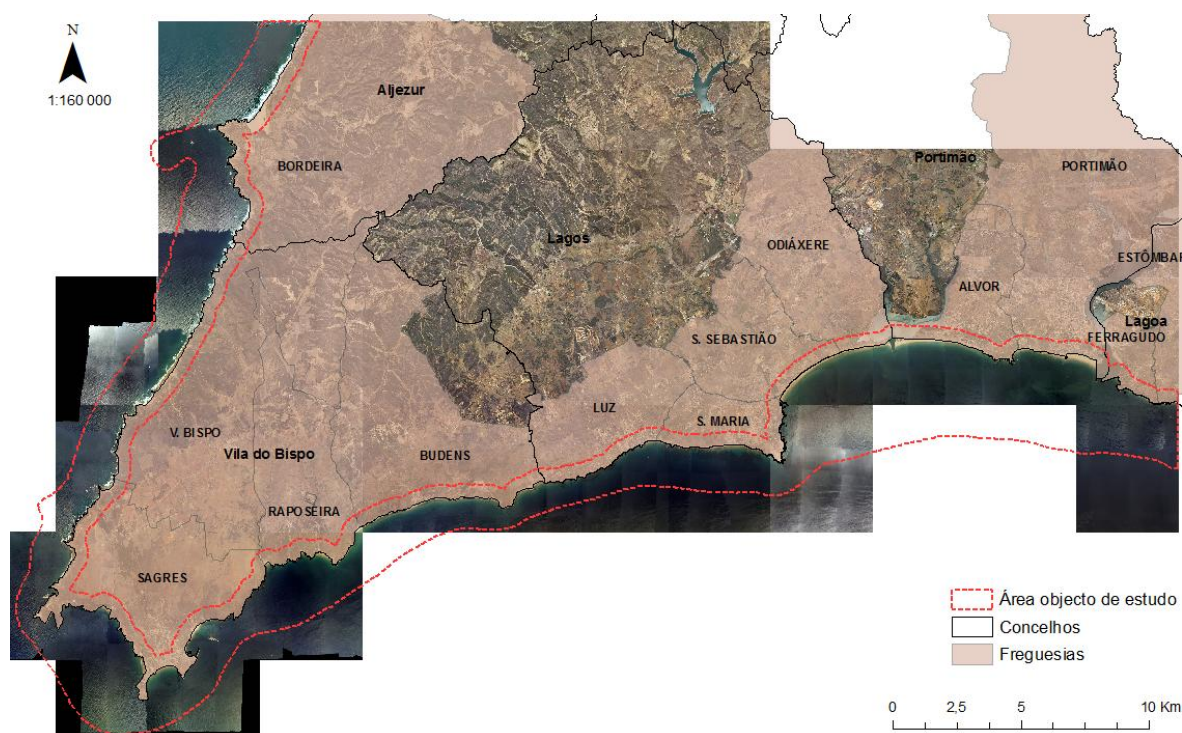 N
1:160 000
Aljezur
BORDEIRA
Portimão
PORTIMÃO
Lagos
ODIÁXERE
ESTÔMBAR
ALVOR
Lagoa
FERRAGUDO
S. SEBASTIÃO
LUZ
S. MARIA
V. BISPO
Vila do Bispo
BUDENS
RAPOSEIRA
SAGRES
Área objecto de estudo
Concelhos
Freguesias
0 2,5 5 10 Km